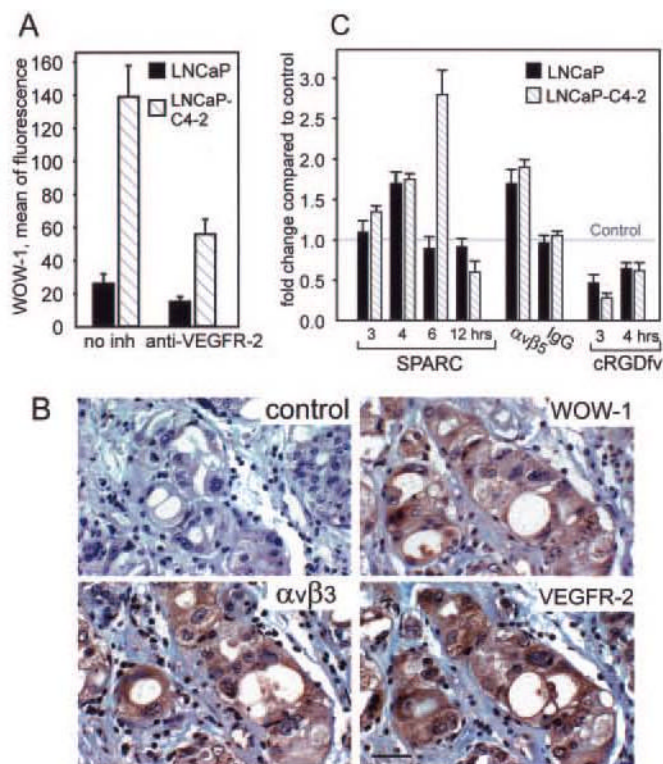 A
WOW-1, mean of fluorescence
160
140
120
100
80
60
40
20
0
LNCaP
LNCaP-
C4-2
no inh anti-VEGFR-2
C
fold change compared to control
3.0
2.5
2.0
1.5
1.0
0.5
0.0
LNCaP
LNCaP-C4-2
Control
3 4 6 12 hrs αvβ5 IgG 3 4 hrs
SPARC cRGDfv
B
control
WOW-1
αvβ3
VEGFR-2